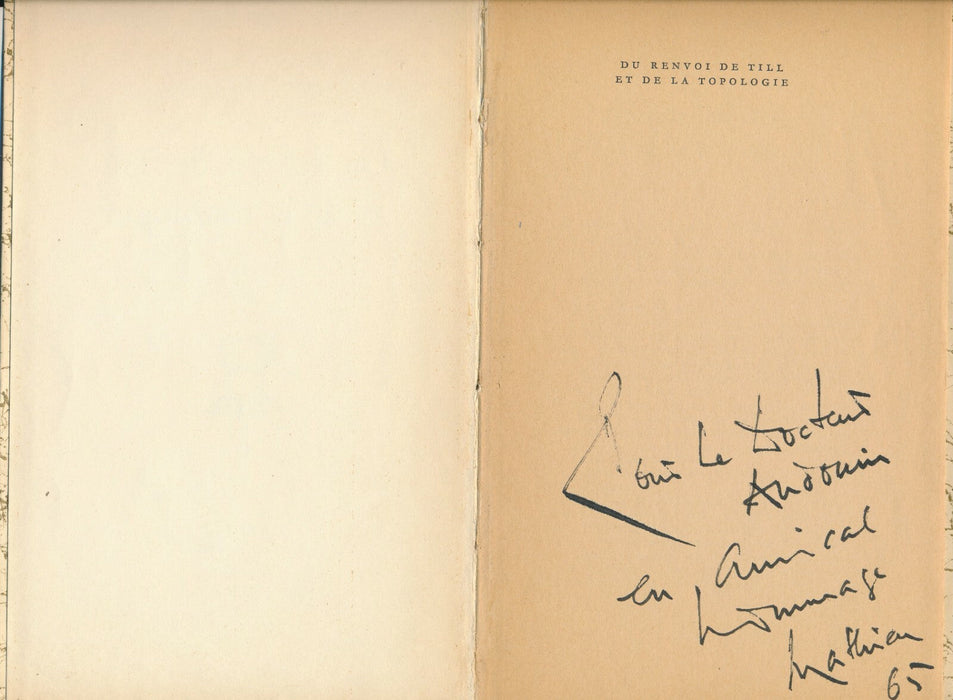 DU RENVOI DE TILL
ET DE LA TOPOLOGIE
Pour Le Docteur
Audouin
en amical
hommage
Mathieu
65